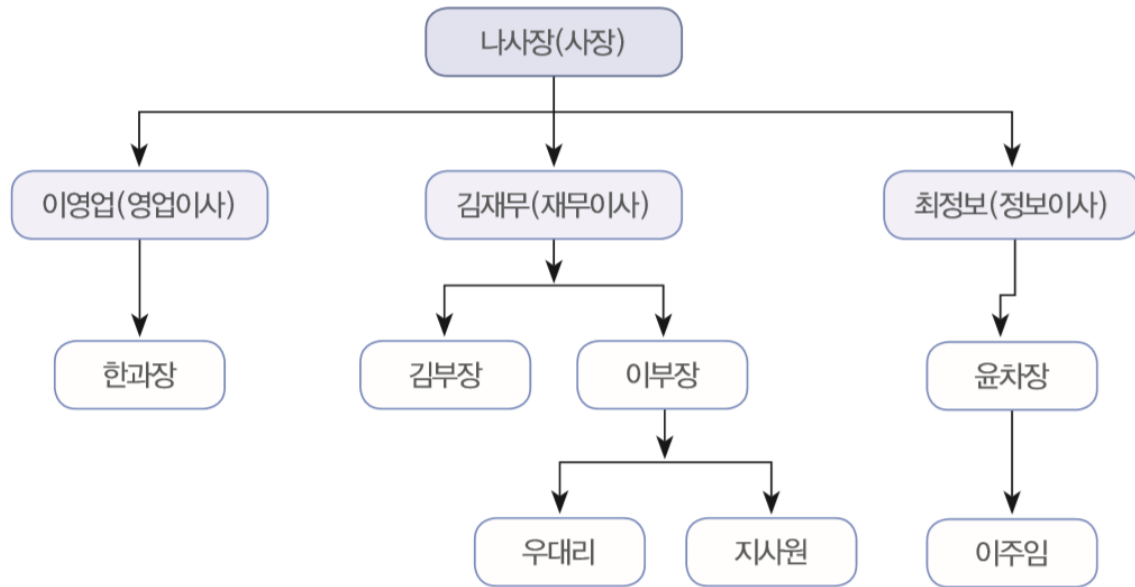 나사장(사장)
이영업(영업이사)
김재무(재무이사)
최정보(정보이사)
한과장
김부장
이부장
윤차장
우대리
지사원
이주임